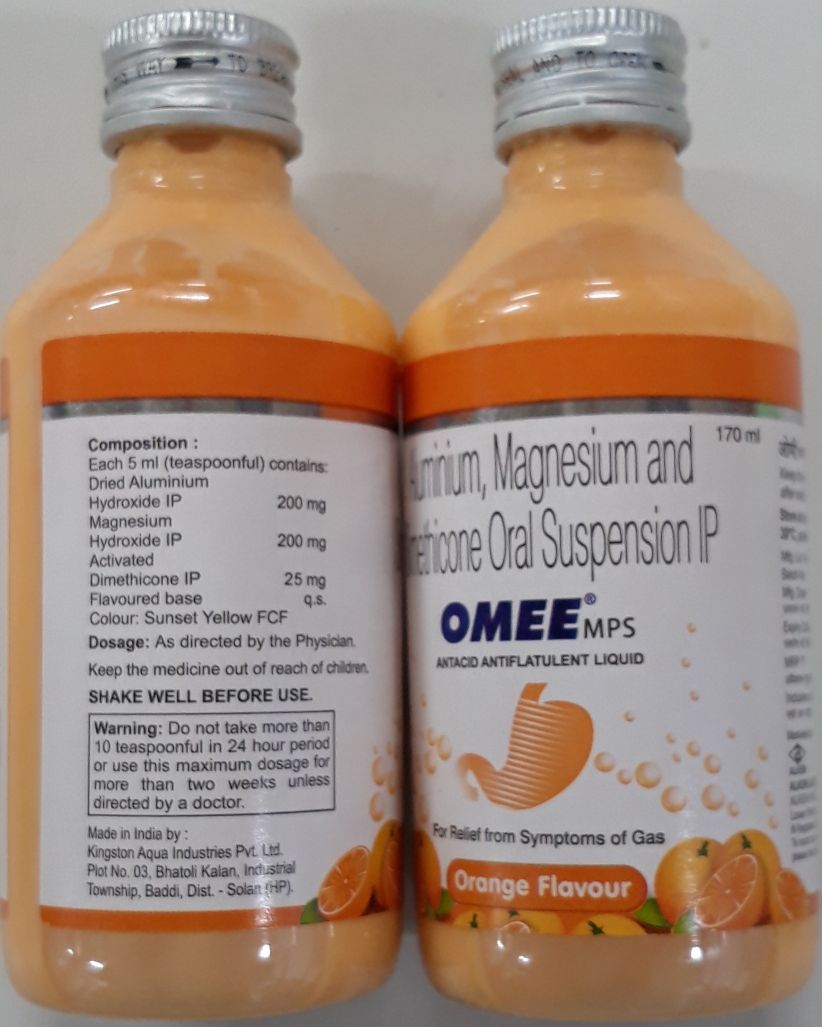 WAY TO
AND TO
Composition :
Each 5 ml (teaspoonful) contains:
Dried Aluminium
Hydroxide IP 200 mg
Magnesium
Hydroxide IP 200 mg
Activated
Dimethicone IP 25 mg
Flavoured base q.s.
Colour: Sunset Yellow FCF
Dosage: As directed by the Physician.
Keep the medicine out of reach of children.
SHAKE WELL BEFORE USE.
Warning: Do not take more than
10 teaspoonful in 24 hour period
or use this maximum dosage for
more than two weeks unless
directed by a doctor.
Made in India by :
Kingston Aqua Industries Pvt. Ltd.
Plot No. 03, Bhatoli Kalan, Industrial
Township, Baddi, Dist. - Solan (HP).
Magnesium and
170 ml
Oral Suspension IP
OMEE® MPS
ANTACID ANTIFLATULENT LIQUID
For Relief from Symptoms of Gas
Orange Flavour